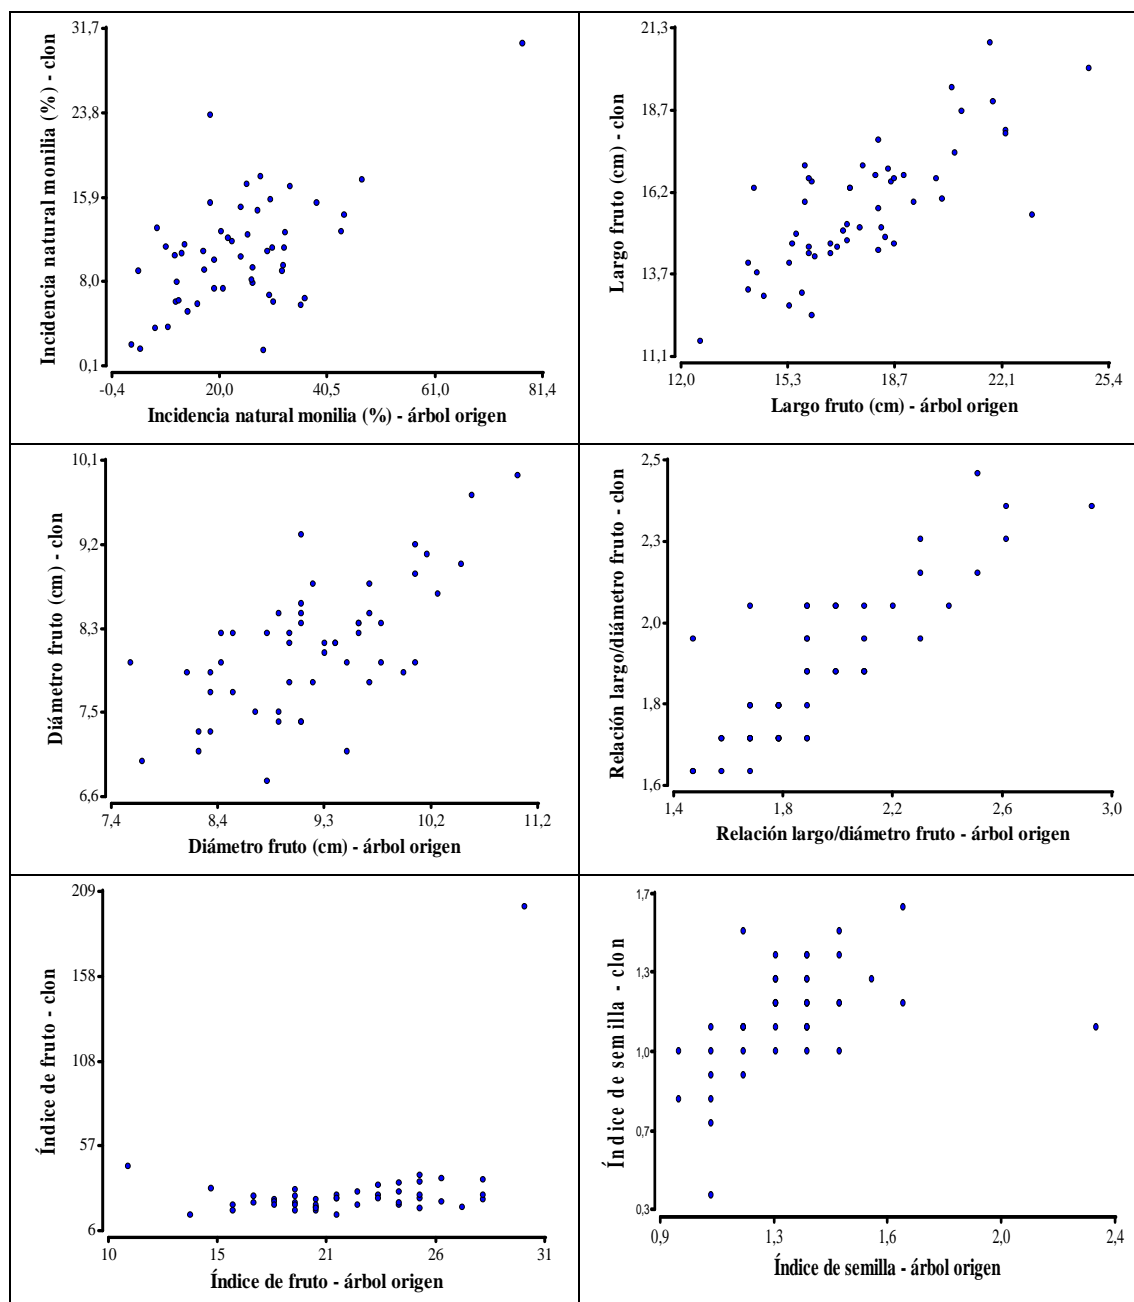 Incidencia natural monilia (%) - clon
31,7
23,8
15,9
8,0
0,1
-0,4 20,0 40,5 61,0 81,4
Incidencia natural monilia (%) - árbol origen
Largo fruto (cm) - clon
21,3
18,7
16,2
13,7
11,1
12,0 15,3 18,7 22,1 25,4
Largo fruto (cm) - árbol origen
Diámetro fruto (cm) - clon
10,1
9,2
8,3
7,5
6,6
7,4 8,4 9,3 10,2 11,2
Diámetro fruto (cm) - árbol origen
Relación largo/diámetro fruto - clon
2,5
2,3
2,0
1,8
1,6
1,4 1,8 2,2 2,6 3,0
Relación largo/diámetro fruto - árbol origen
Índice de fruto - clon
209
158
108
57
6
10 15 21 26 31
Índice de fruto - árbol origen
Índice de semilla - clon
1,7
1,3
1,0
0,7
0,3
0,9 1,3 1,6 2,0 2,4
Índice de semilla - árbol origen